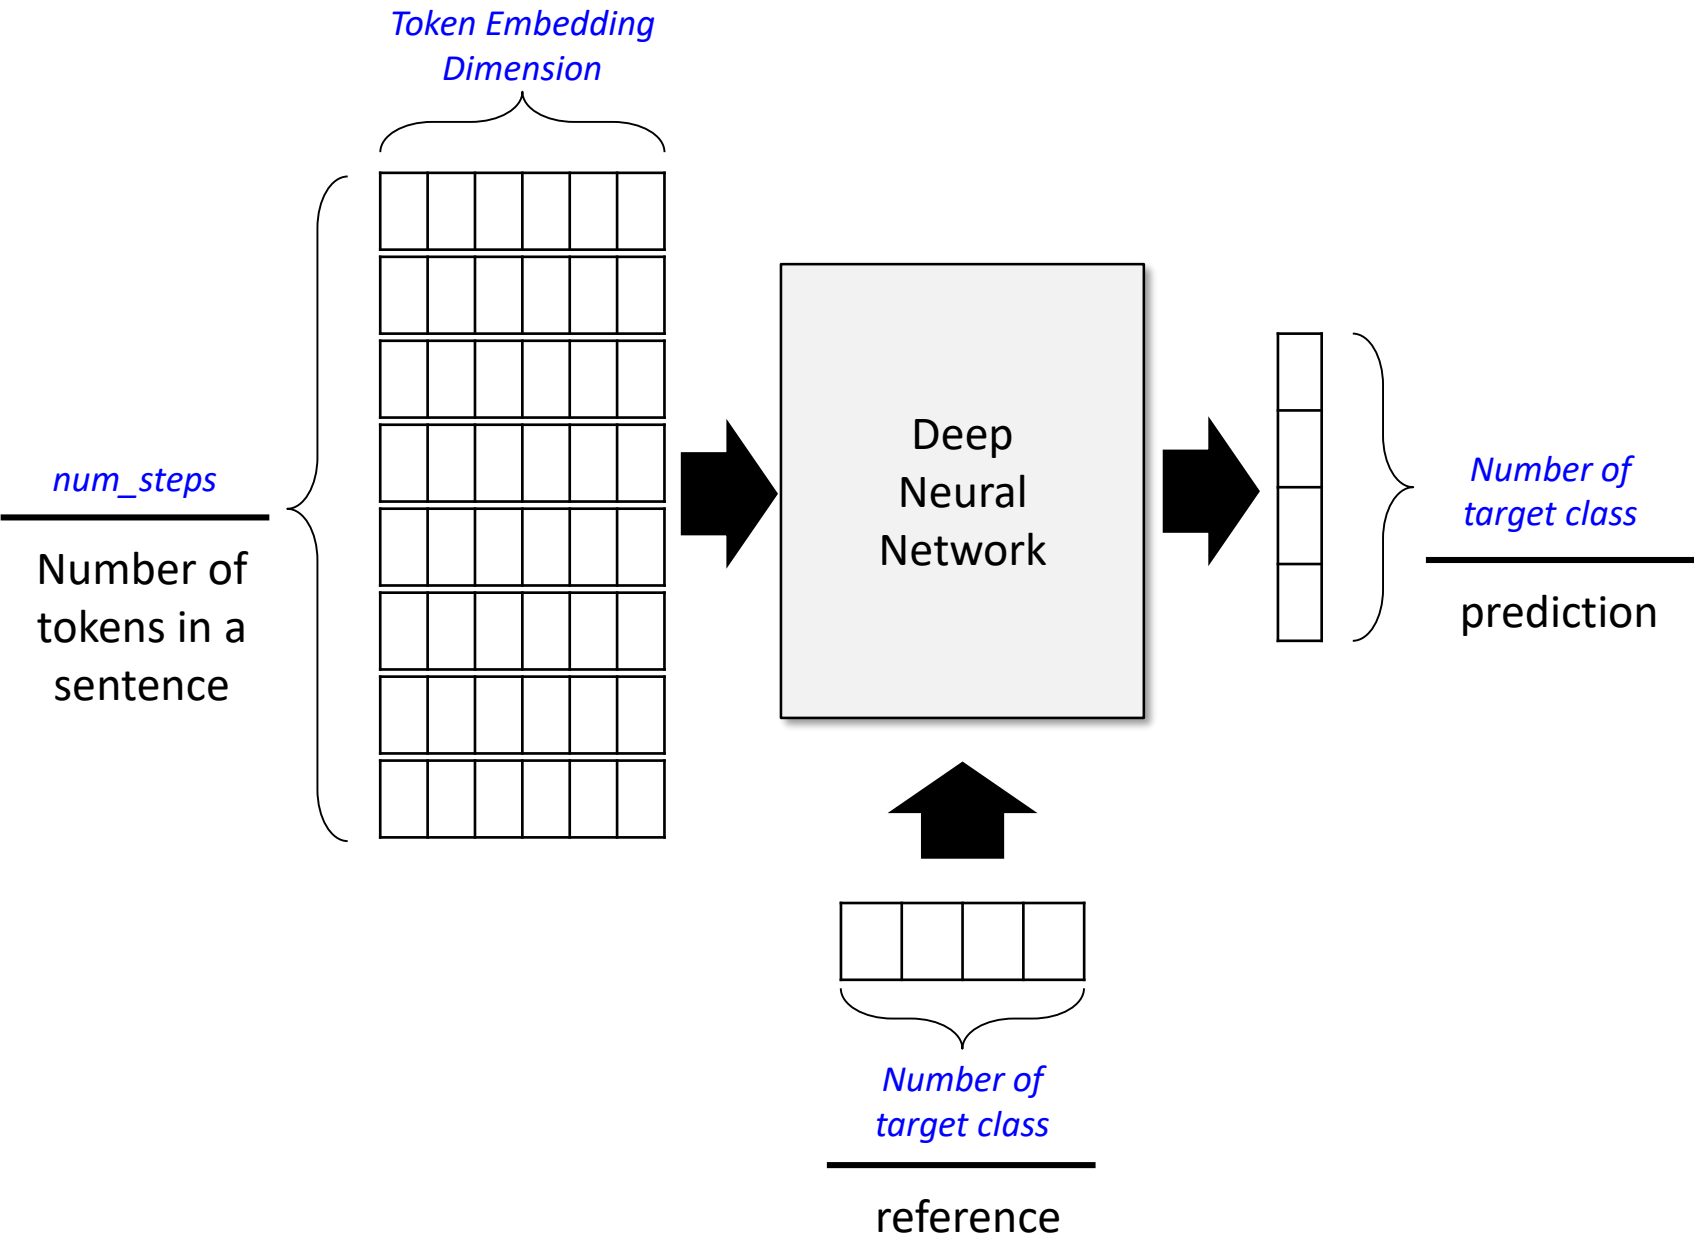 Token Embedding
Dimension
num_steps
Number of
tokens in a
sentence
Deep
Neural
Network
Number of
target class
prediction
Number of
target class
reference